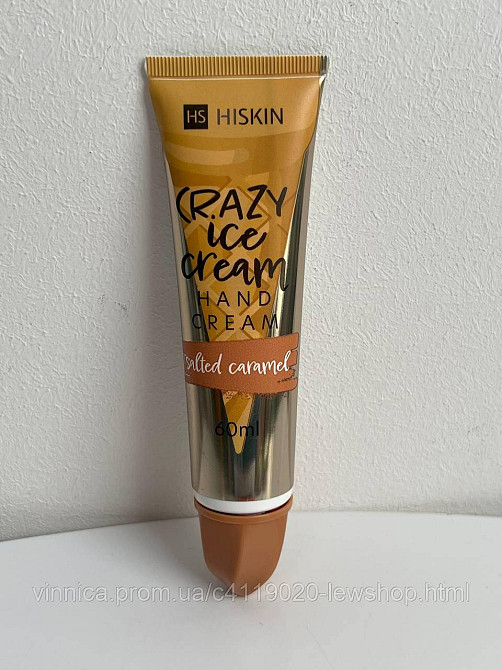 HS HISKIN
CRAZY
ice
cream
HAND
CREAM
salted caramel
60ml
vinnica.prom.ua/c4119020-lewshop.html